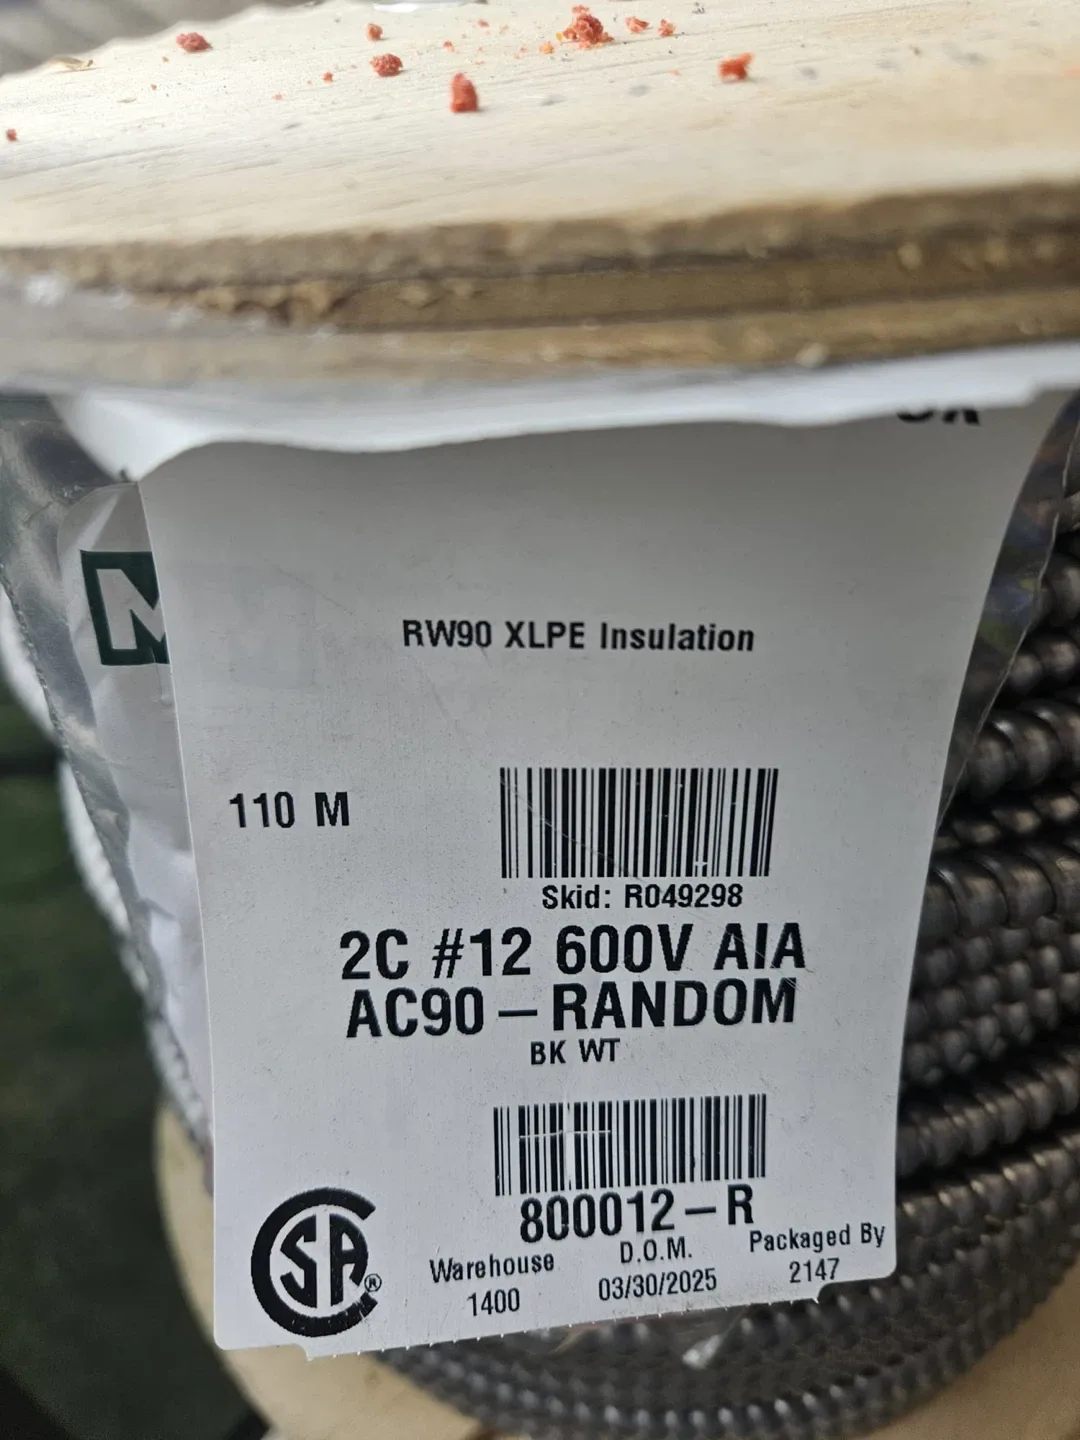 RW90 XLPE Insulation
110 M
Skid: R049298
2C #12 600V AIA
AC90 – RANDOM
BK WT
800012 – R
CSA®
Warehouse
1400
D.O.M.
03/30/2025
Packaged By
2147